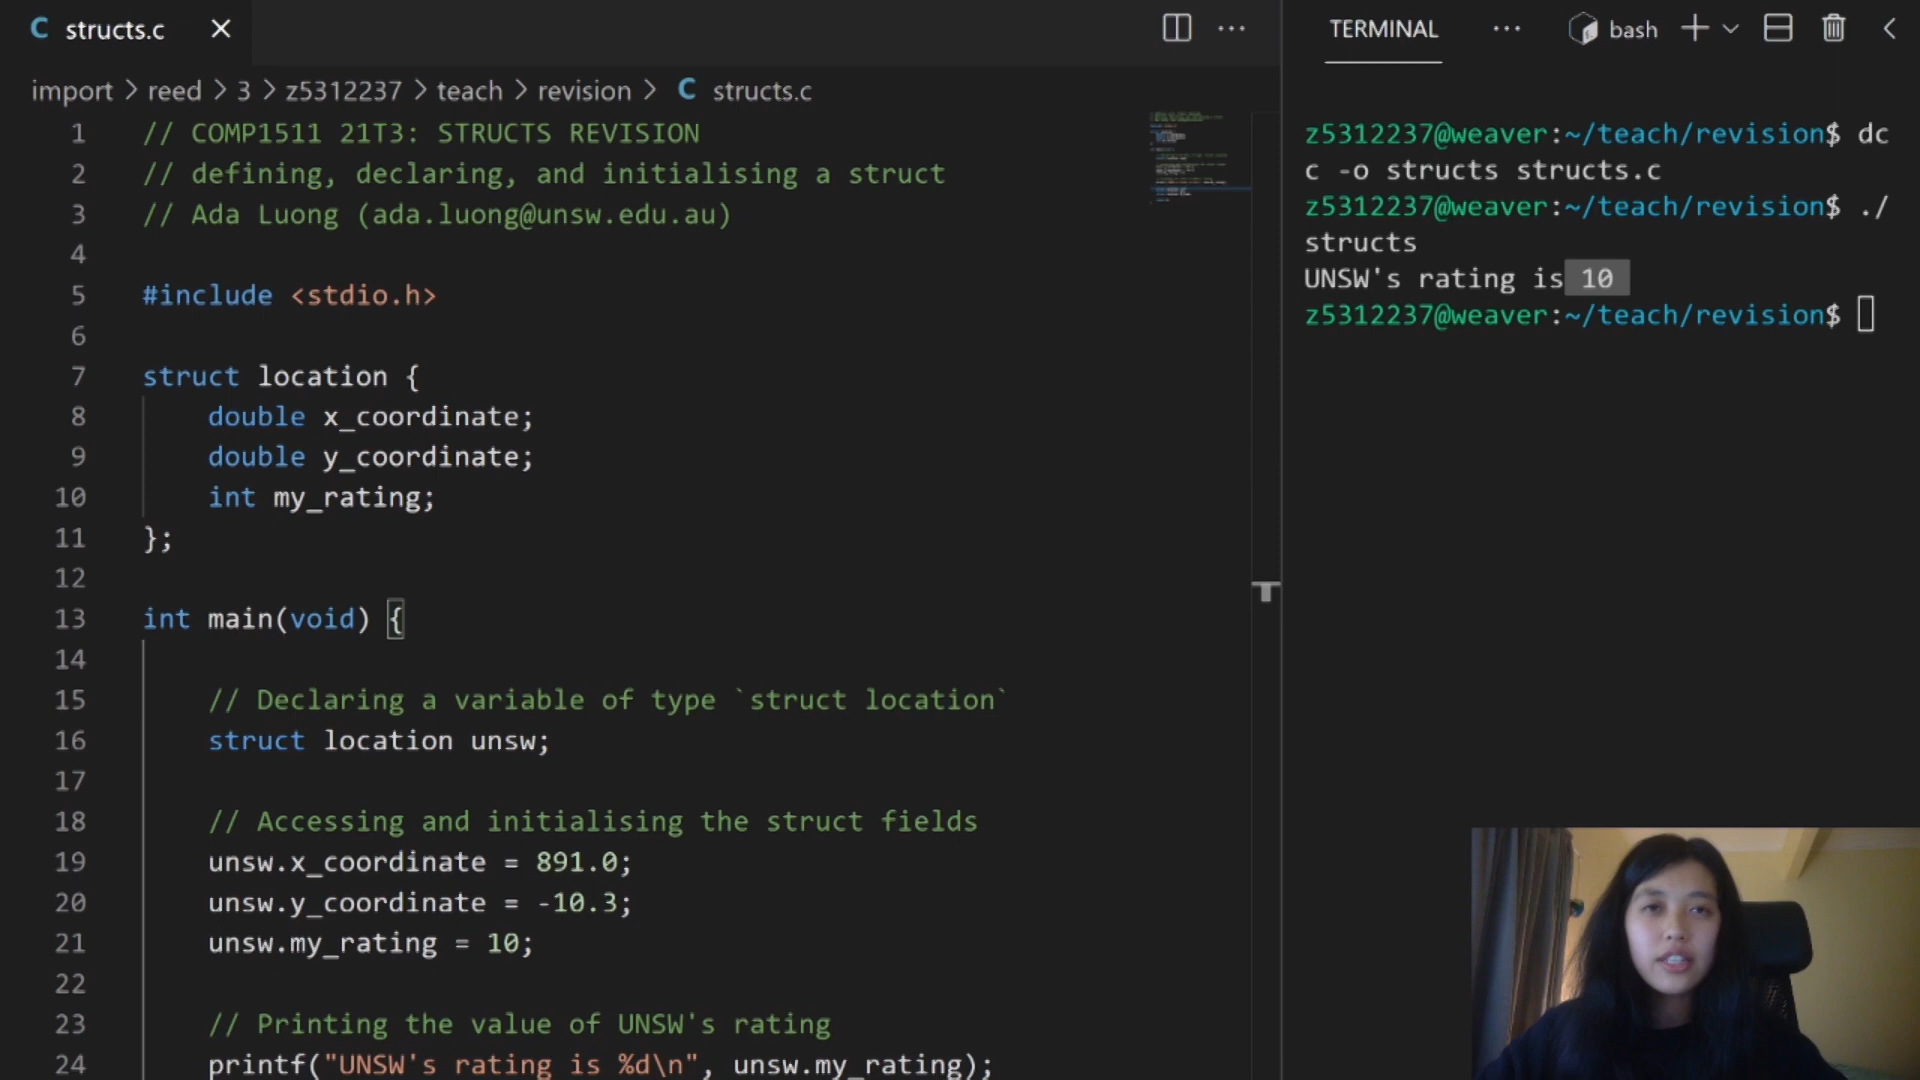 C structs.c
import > reed > 3 > z5312237 > teach > revision > C structs.c
1 // COMP1511 21T3: STRUCTS REVISION
2 // defining, declaring, and initialising a struct
3 // Ada Luong (ada.luong@unsw.edu.au)
4
5 #include <stdio.h>
6
7 struct location {
8     double x_coordinate;
9     double y_coordinate;
10     int my_rating;
11 };
12
13 int main(void) {
14
15     // Declaring a variable of type `struct location`
16     struct location unsw;
17
18     // Accessing and initialising the struct fields
19     unsw.x_coordinate = 891.0;
20     unsw.y_coordinate = -10.3;
21     unsw.my_rating = 10;
22
23     // Printing the value of UNSW's rating
24     printf("UNSW's rating is %d\n", unsw.my_rating);
TERMINAL ... bash
z5312237@weaver:~/teach/revision$ dc
c -o structs structs.c
z5312237@weaver:~/teach/revision$ ./
structs
UNSW's rating is 10
z5312237@weaver:~/teach/revision$